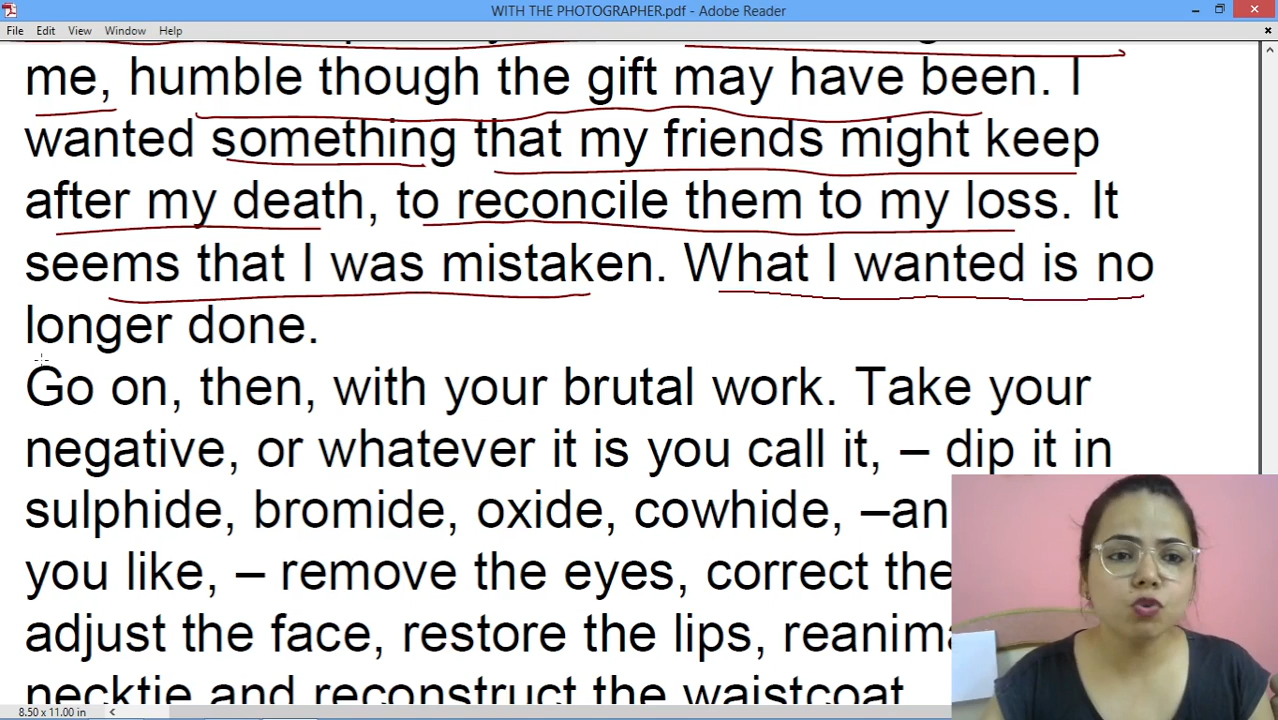 WITH THE PHOTOGRAPHER.pdf - Adobe Reader
File Edit View Window Help
me, humble though the gift may have been. I
wanted something that my friends might keep
after my death, to reconcile them to my loss. It
seems that I was mistaken. What I wanted is no
longer done.
Go on, then, with your brutal work. Take your
negative, or whatever it is you call it, – dip it in
sulphide, bromide, oxide, cowhide, –an
you like, – remove the eyes, correct the
adjust the face, restore the lips, reanima
necktie and reconstruct the waistcoat
8.50 x 11.00 in